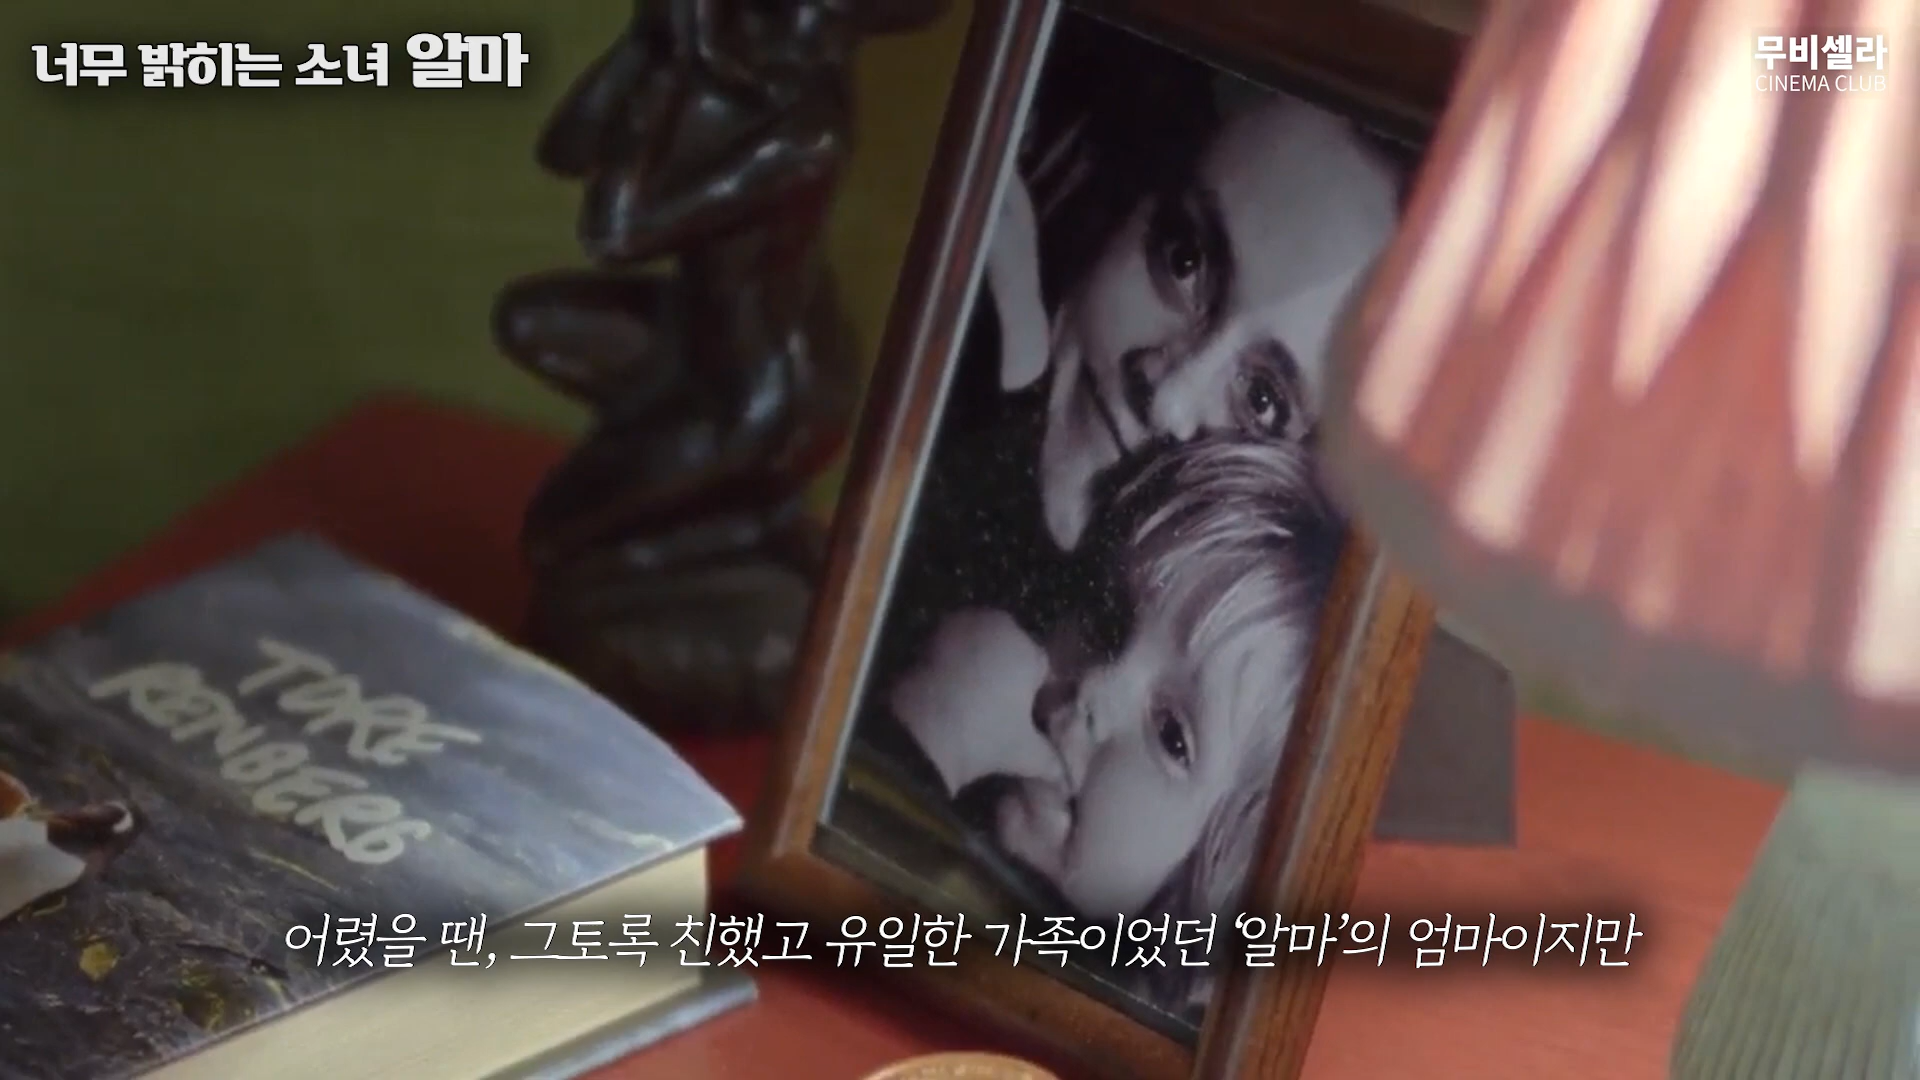 너무 밝히는 소녀 알마
무비셀라
CINEMA CLUB
TORE
RENBERG
어렸을 땐, 그토록 친했고 유일한 가족이었던 ‘알마’의 엄마이지만